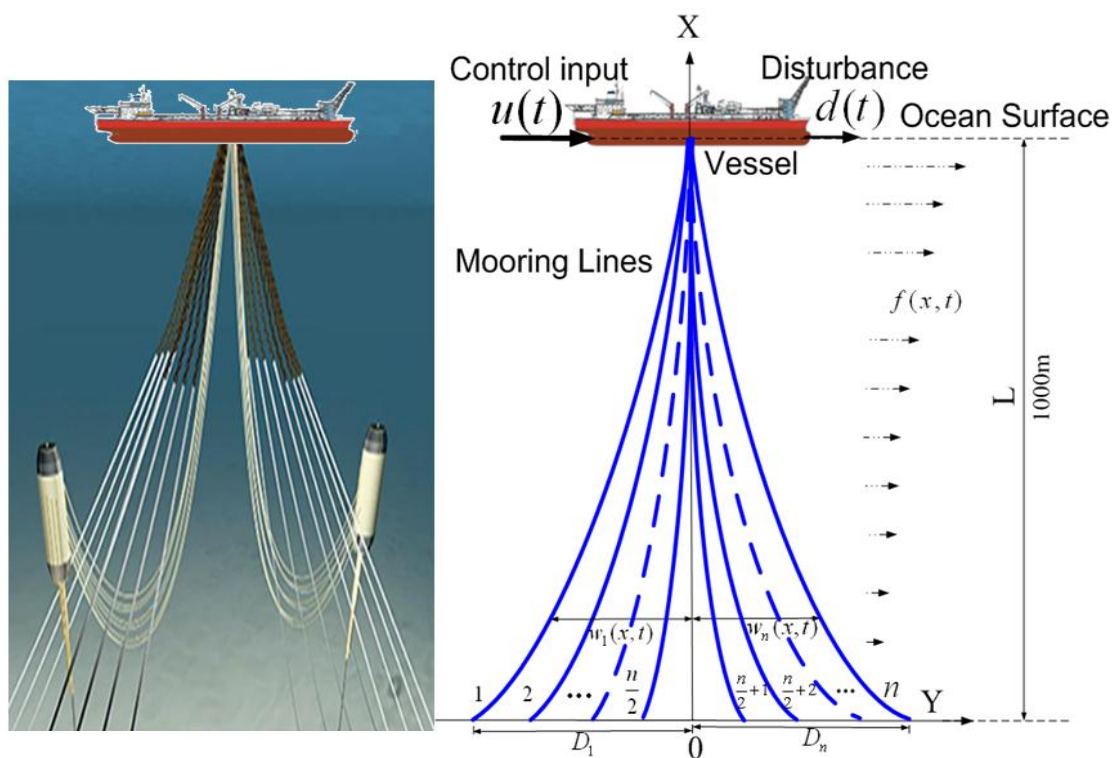 X
Control input
Disturbance
u(t)
d(t)
Ocean Surface
Vessel
Mooring Lines
f(x,t)
L
1000m
w₁(x,t)
wₙ(x,t)
1
2
...
n/2
n/2+1
n/2+2
...
n
Y
D₁
0
Dₙ